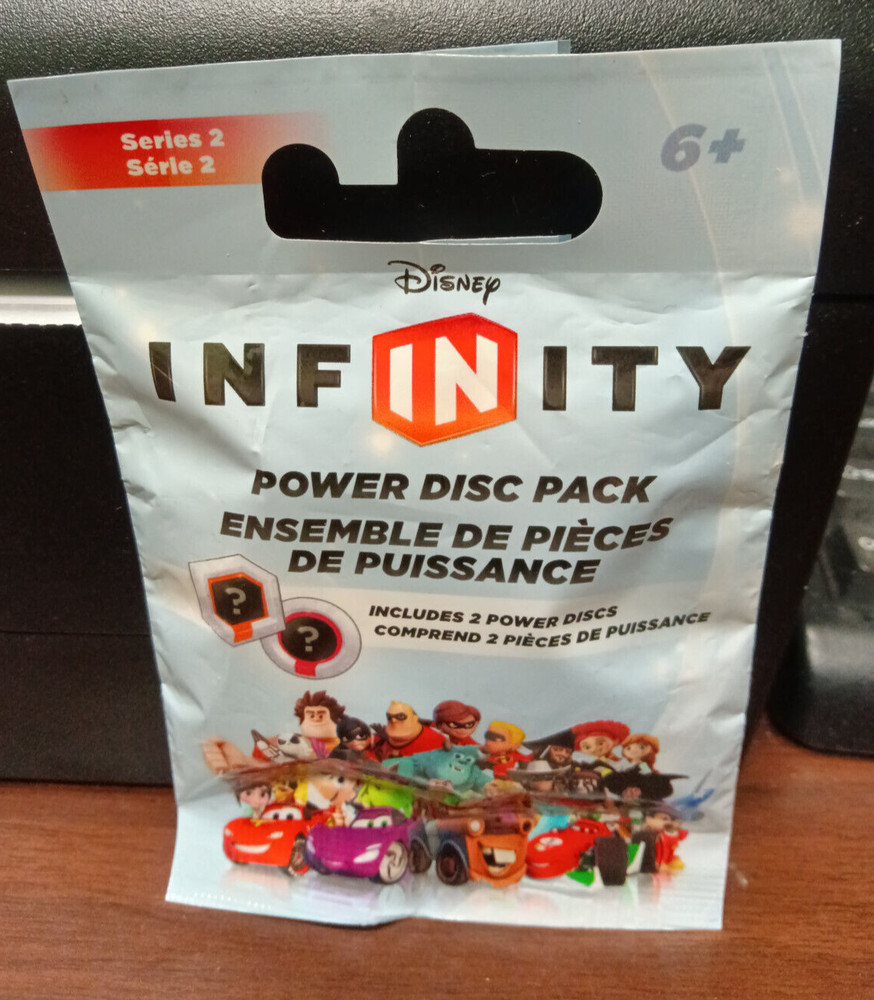 Series 2
Série 2
6+
Disney
INFINITY
POWER DISC PACK
ENSEMBLE DE PIÈCES
DE PUISSANCE
? ?
INCLUDES 2 POWER DISCS
COMPREND 2 PIÈCES DE PUISSANCE